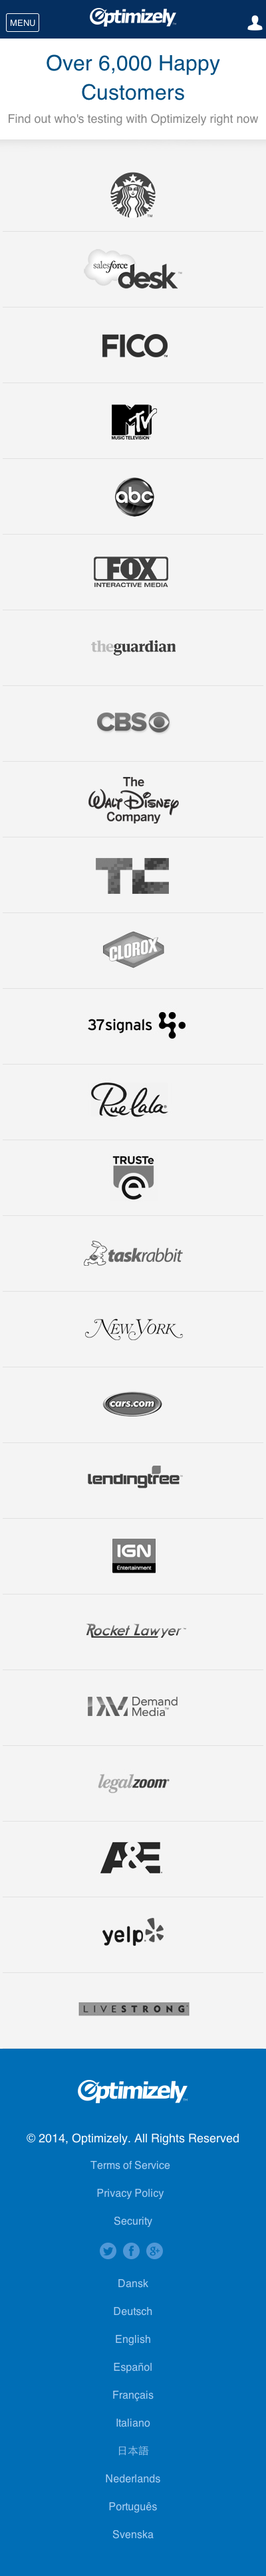 MENU
Optimizely
Over 6,000 Happy
Customers
Find out who's testing with Optimizely right now
salesforce
desk
FICO
MTV
MUSIC TELEVISION
abc
FOX
INTERACTIVE MEDIA
theguardian
CBS
The
WALT DISNEY
Company
TC
CLOROX
37signals
Rue La La
TRUSTe
taskrabbit
NEW YORK
cars.com
lendingtree
IGN
Entertainment
Rocket Lawyer
Demand
Media
legalzoom
A&E
yelp
LIVESTRONG
Optimizely
© 2014, Optimizely. All Rights Reserved
Terms of Service
Privacy Policy
Security
Dansk
Deutsch
English
Español
Français
Italiano
日本語
Nederlands
Português
Svenska